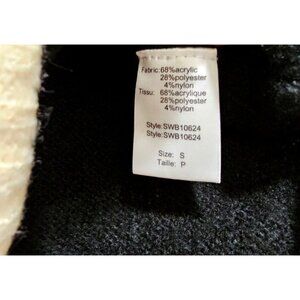 Fabric:68%acrylic
28%polyester
4%nylon
Tissu: 68%acrylique
28%polyester
4%nylon
Style:SWB10624
Style:SWB10624
Size: S
Taille: P